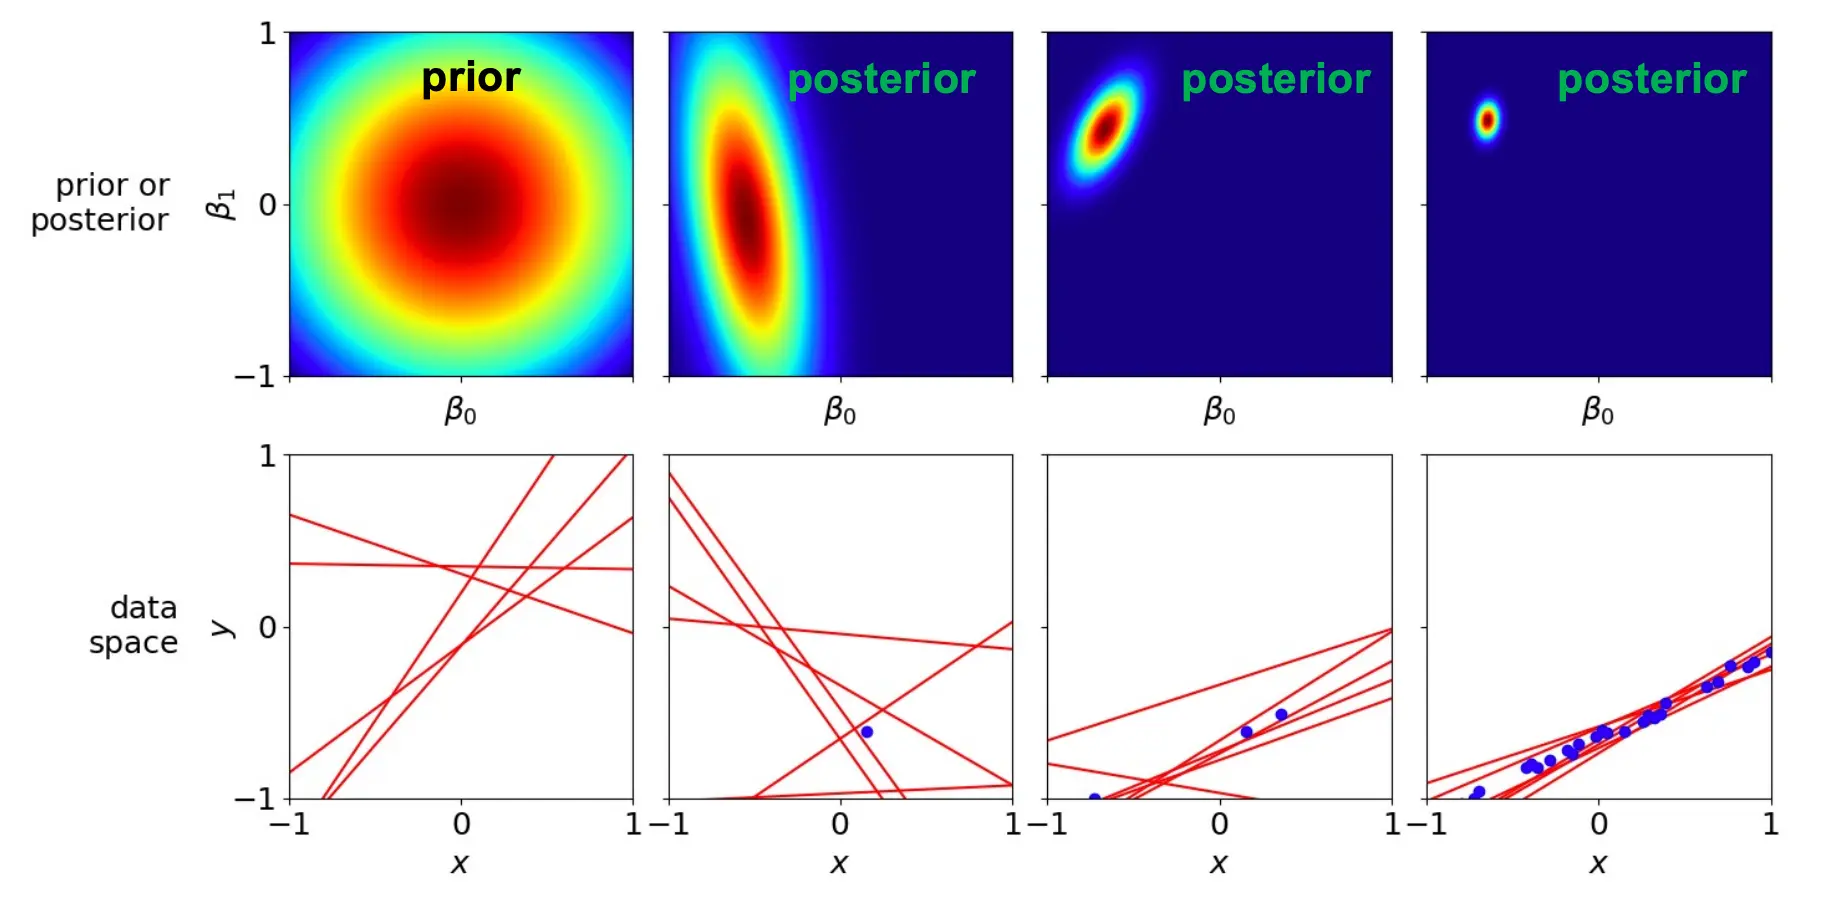 1
prior
posterior
posterior
posterior
prior or
posterior
β₁
0
−1
β₀
β₀
β₀
β₀
1
data
space
y
0
−1
−1
0
1
−1
0
1
−1
0
1
−1
0
1
x
x
x
x